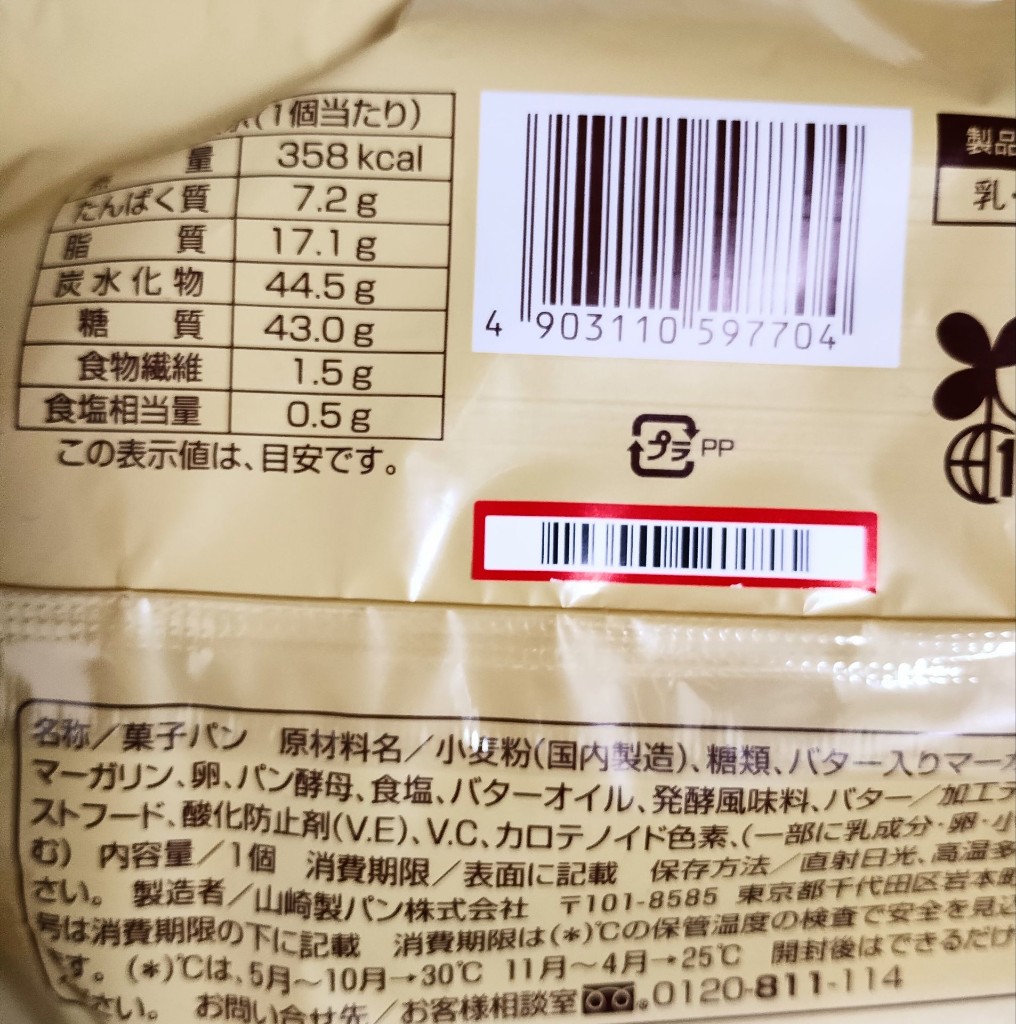 (1個当たり)
量 358 kcal
たんぱく質 7.2 g
脂質 17.1 g
炭水化物 44.5 g
糖質 43.0 g
食物繊維 1.5 g
食塩相当量 0.5 g
この表示値は、目安です。
4 903110 597704
プラ PP
製品
乳
名称/菓子パン 原材料名/小麦粉(国内製造)、糖類、バター入りマー
マーガリン、卵、パン酵母、食塩、バターオイル、発酵風味料、バター/加工デ
ストフード、酸化防止剤(V.E)、V.C、カロテノイド色素、(一部に乳成分・卵・小
む) 内容量/1個 消費期限/表面に記載 保存方法/直射日光、高温多
さい。 製造者/山崎製パン株式会社 〒101-8585 東京都千代田区岩本町
号は消費期限の下に記載 消費期限は(*)℃の保管温度の検査で安全を見込
す。(*)℃は、5月〜10月→30℃ 11月〜4月→25℃ 開封後はできるだけ
さい。 お問い合せ先/お客様相談室 0120-811-114